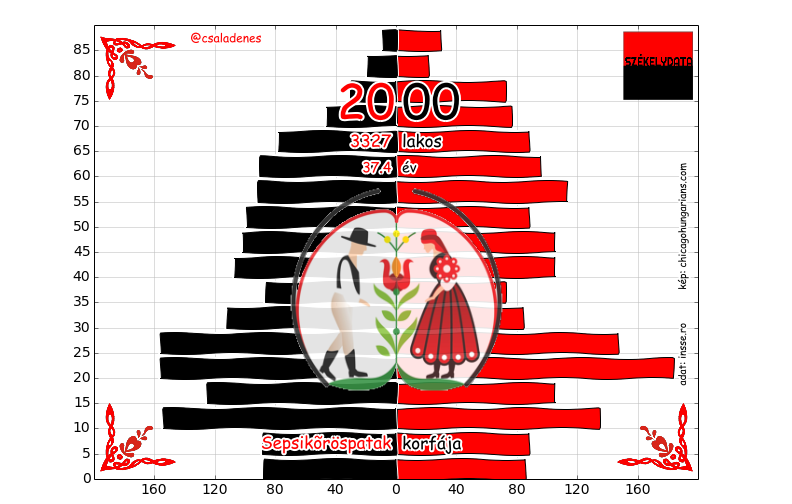 @csaladenes
SZÉKELYDATA
2000
3327 lakos
37.4 év
kép: chicagohungarians.com
adat: insse.ro
Sepsikőröspatak korfája
85
80
75
70
65
60
55
50
45
40
35
30
25
20
15
10
5
0
160 120 80 40 0 40 80 120 160